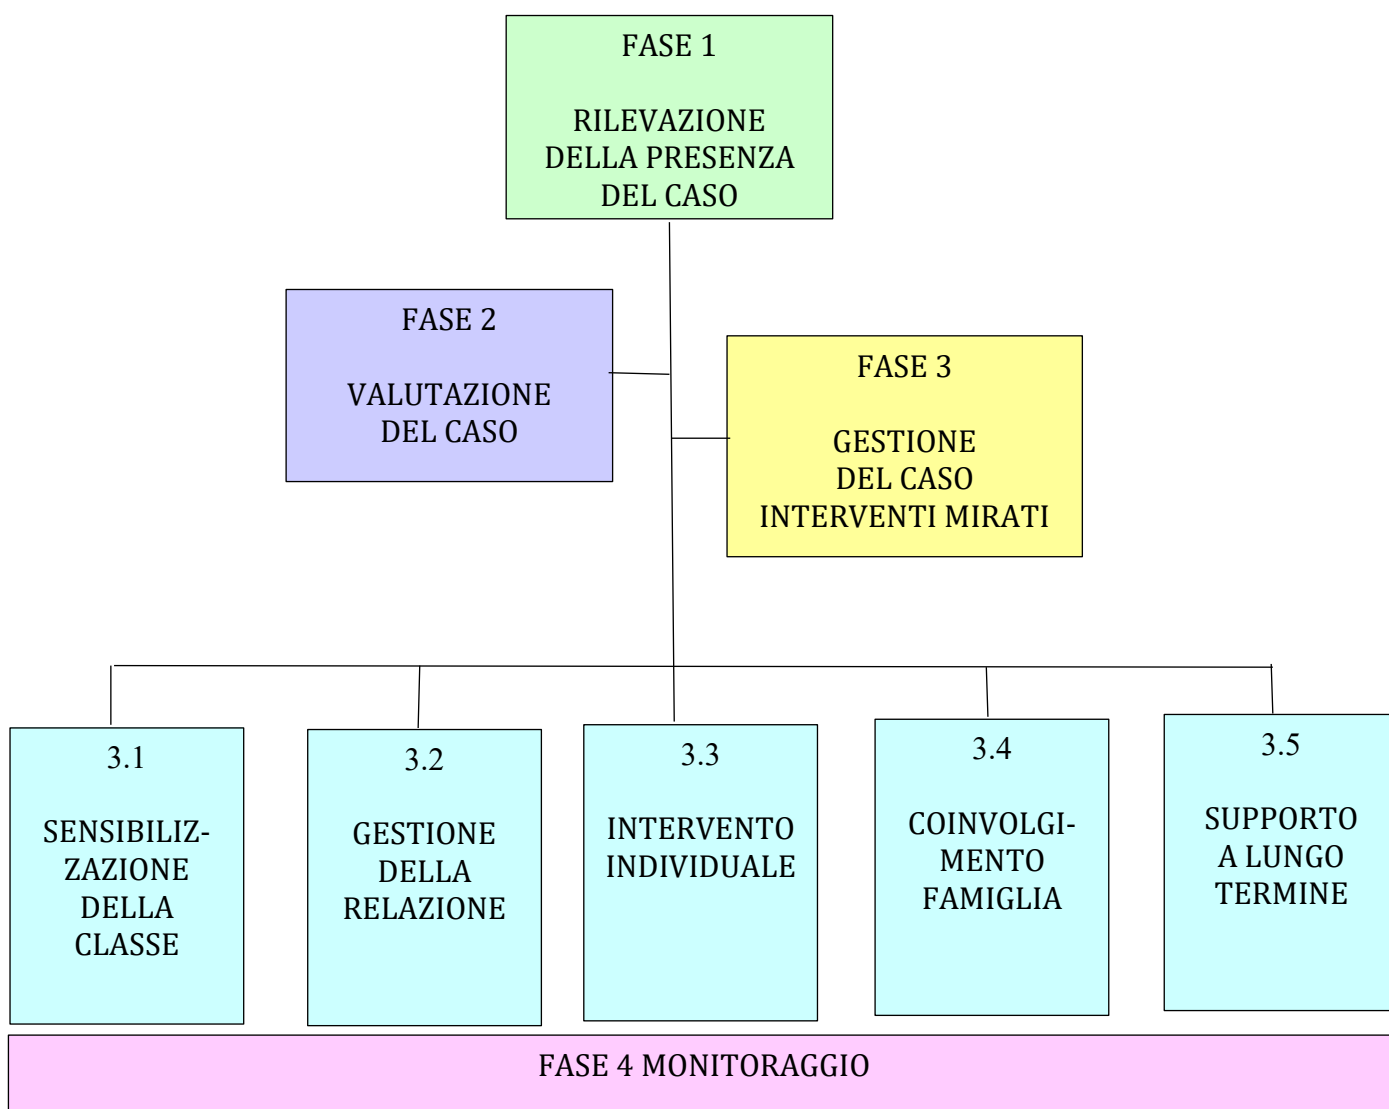 FASE 1
RILEVAZIONE
DELLA PRESENZA
DEL CASO
FASE 2
VALUTAZIONE
DEL CASO
FASE 3
GESTIONE
DEL CASO
INTERVENTI MIRATI
3.1
SENSIBILIZ-
ZAZIONE
DELLA
CLASSE
3.2
GESTIONE
DELLA
RELAZIONE
3.3
INTERVENTO
INDIVIDUALE
3.4
COINVOLGI-
MENTO
FAMIGLIA
3.5
SUPPORTO
A LUNGO
TERMINE
FASE 4 MONITORAGGIO